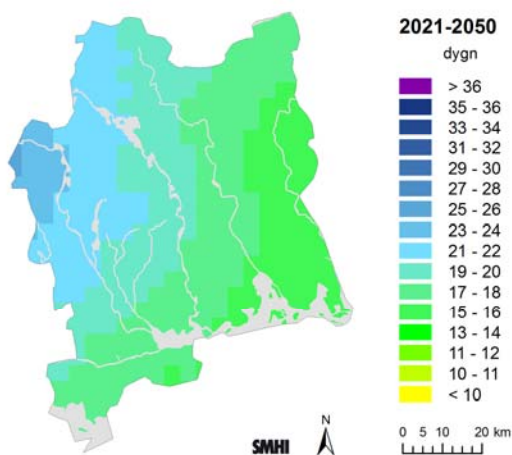 2021-2050
dygn
> 36
35 - 36
33 - 34
31 - 32
29 - 30
27 - 28
25 - 26
23 - 24
21 - 22
19 - 20
17 - 18
15 - 16
13 - 14
11 - 12
10 - 11
< 10
SMHI
N
0 5 10 20 km